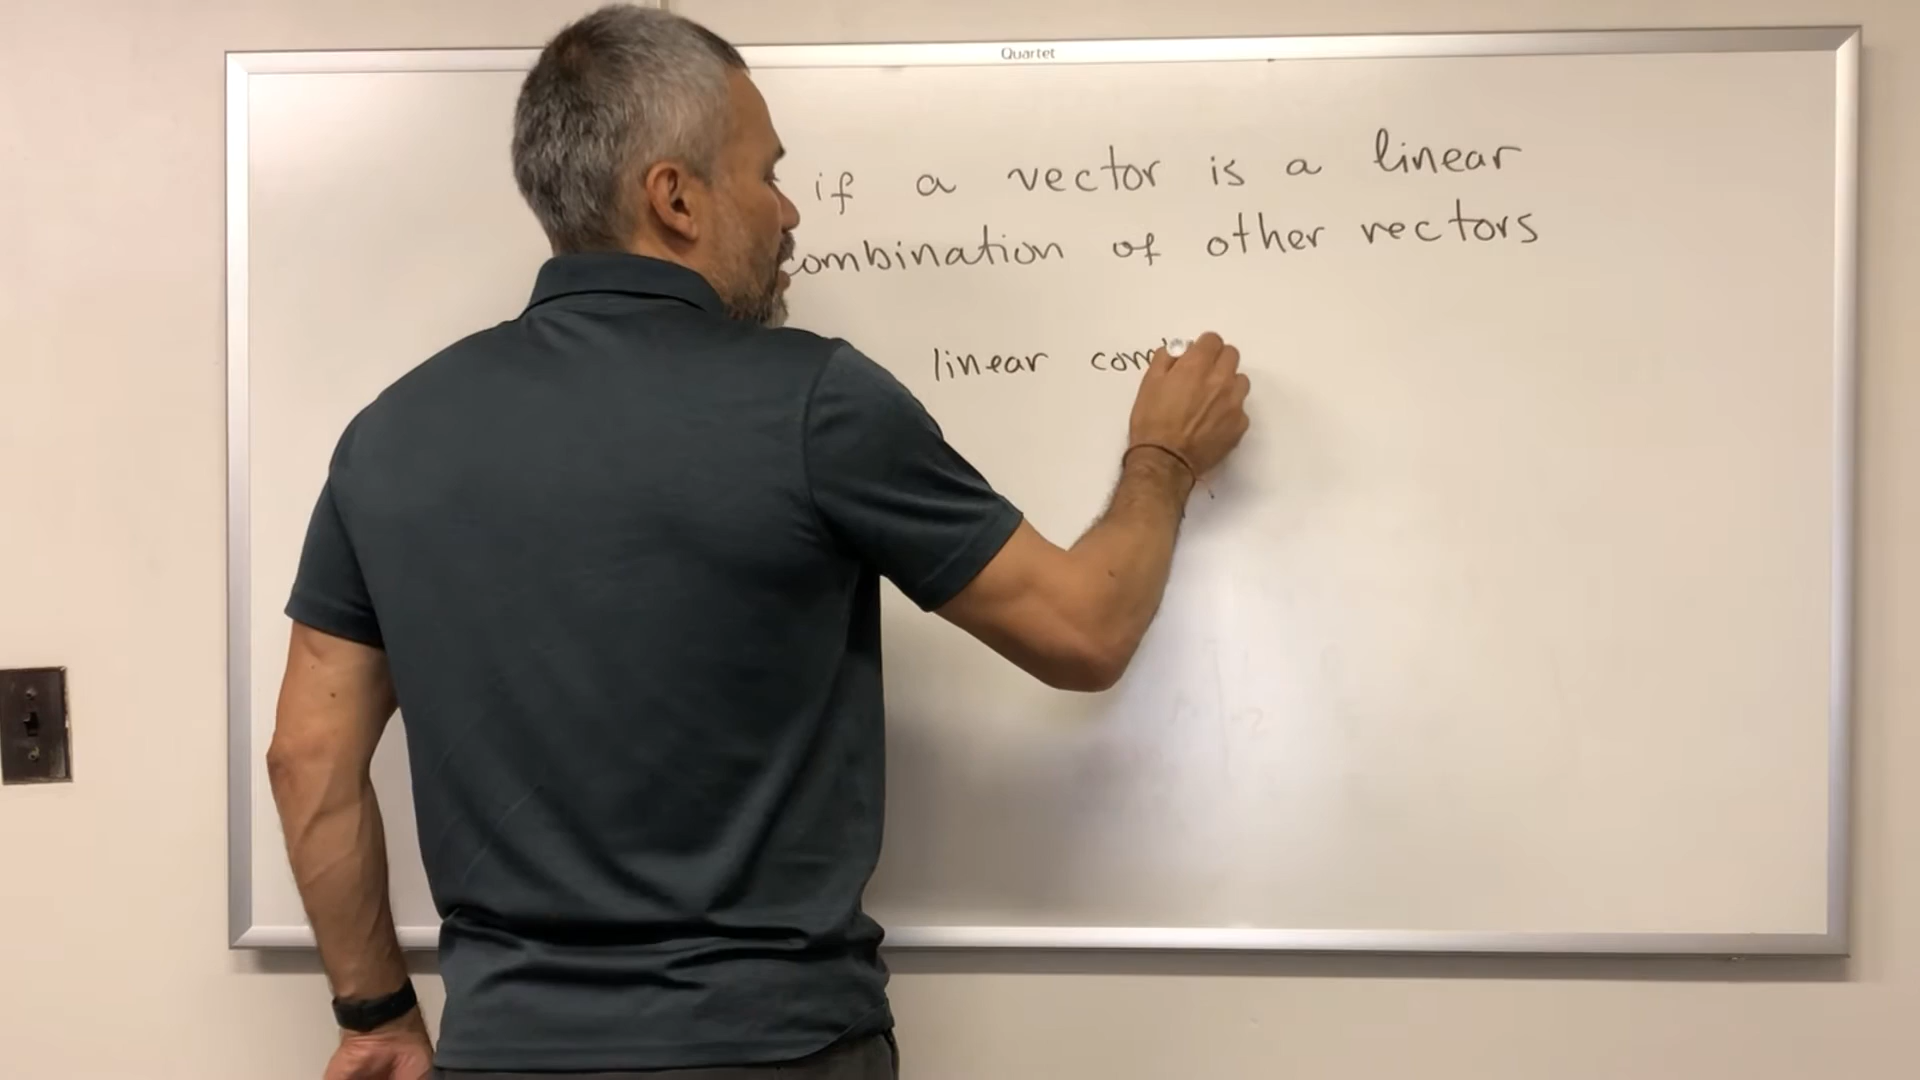 Quartet
if a vector is a linear
combination of other vectors
linear com